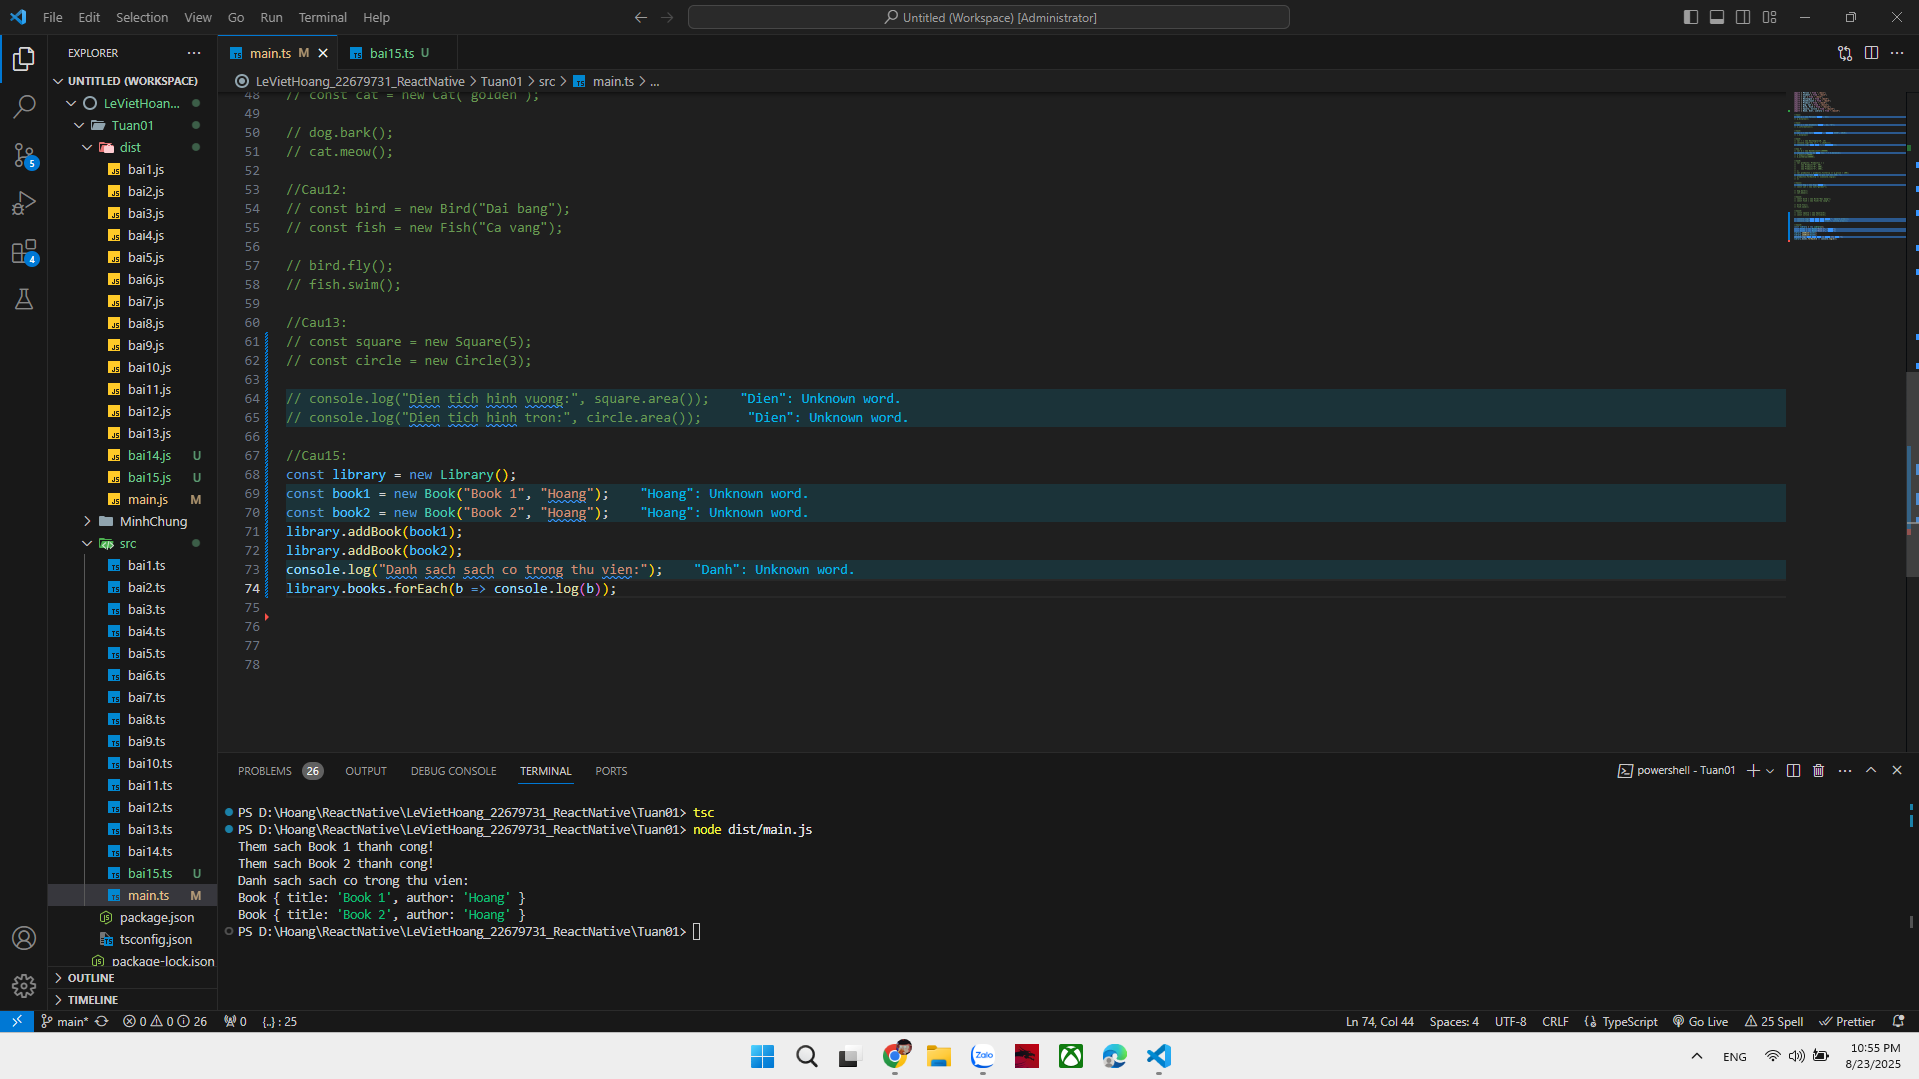 File Edit Selection View Go Run Terminal Help
Untitled (Workspace) [Administrator]
EXPLORER
main.ts M
bai15.ts U
UNTITLED (WORKSPACE)
LeVietHoang_22679731_ReactNative > Tuan01 > src > main.ts > ...
LeVietHoan...
Tuan01
dist
bai1.js
bai2.js
bai3.js
bai4.js
bai5.js
bai6.js
bai7.js
bai8.js
bai9.js
bai10.js
bai11.js
bai12.js
bai13.js
bai14.js U
bai15.js U
main.js M
MinhChung
src
bai1.ts
bai2.ts
bai3.ts
bai4.ts
bai5.ts
bai6.ts
bai7.ts
bai8.ts
bai9.ts
bai10.ts
bai11.ts
bai12.ts
bai13.ts
bai14.ts
bai15.ts U
main.ts M
package.json
tsconfig.json
package-lock.json
OUTLINE
TIMELINE
5
4
48 // const cat = new Cat("golden");
49
50 // dog.bark();
51 // cat.meow();
52
53 //Cau12:
54 // const bird = new Bird("Dai bang");
55 // const fish = new Fish("Ca vang");
56
57 // bird.fly();
58 // fish.swim();
59
60 //Cau13:
61 // const square = new Square(5);
62 // const circle = new Circle(3);
63
64 // console.log("Dien tich hinh vuong:", square.area()); "Dien": Unknown word.
65 // console.log("Dien tich hinh tron:", circle.area()); "Dien": Unknown word.
66
67 //Cau15:
68 const library = new Library();
69 const book1 = new Book("Book 1", "Hoang"); "Hoang": Unknown word.
70 const book2 = new Book("Book 2", "Hoang"); "Hoang": Unknown word.
71 library.addBook(book1);
72 library.addBook(book2);
73 console.log("Danh sach sach co trong thu vien:"); "Danh": Unknown word.
74 library.books.forEach(b => console.log(b));
75
76
77
78
PROBLEMS 26 OUTPUT DEBUG CONSOLE TERMINAL PORTS
powershell - Tuan01
PS D:\Hoang\ReactNative\LeVietHoang_22679731_ReactNative\Tuan01> tsc
PS D:\Hoang\ReactNative\LeVietHoang_22679731_ReactNative\Tuan01> node dist/main.js
Them sach Book 1 thanh cong!
Them sach Book 2 thanh cong!
Danh sach sach co trong thu vien:
Book { title: 'Book 1', author: 'Hoang' }
Book { title: 'Book 2', author: 'Hoang' }
PS D:\Hoang\ReactNative\LeVietHoang_22679731_ReactNative\Tuan01>
main* 0 0 26 0 {..} : 25
Ln 74, Col 44 Spaces: 4 UTF-8 CRLF {} TypeScript Go Live 25 Spell Prettier
Zalo
ENG
10:55 PM
8/23/2025